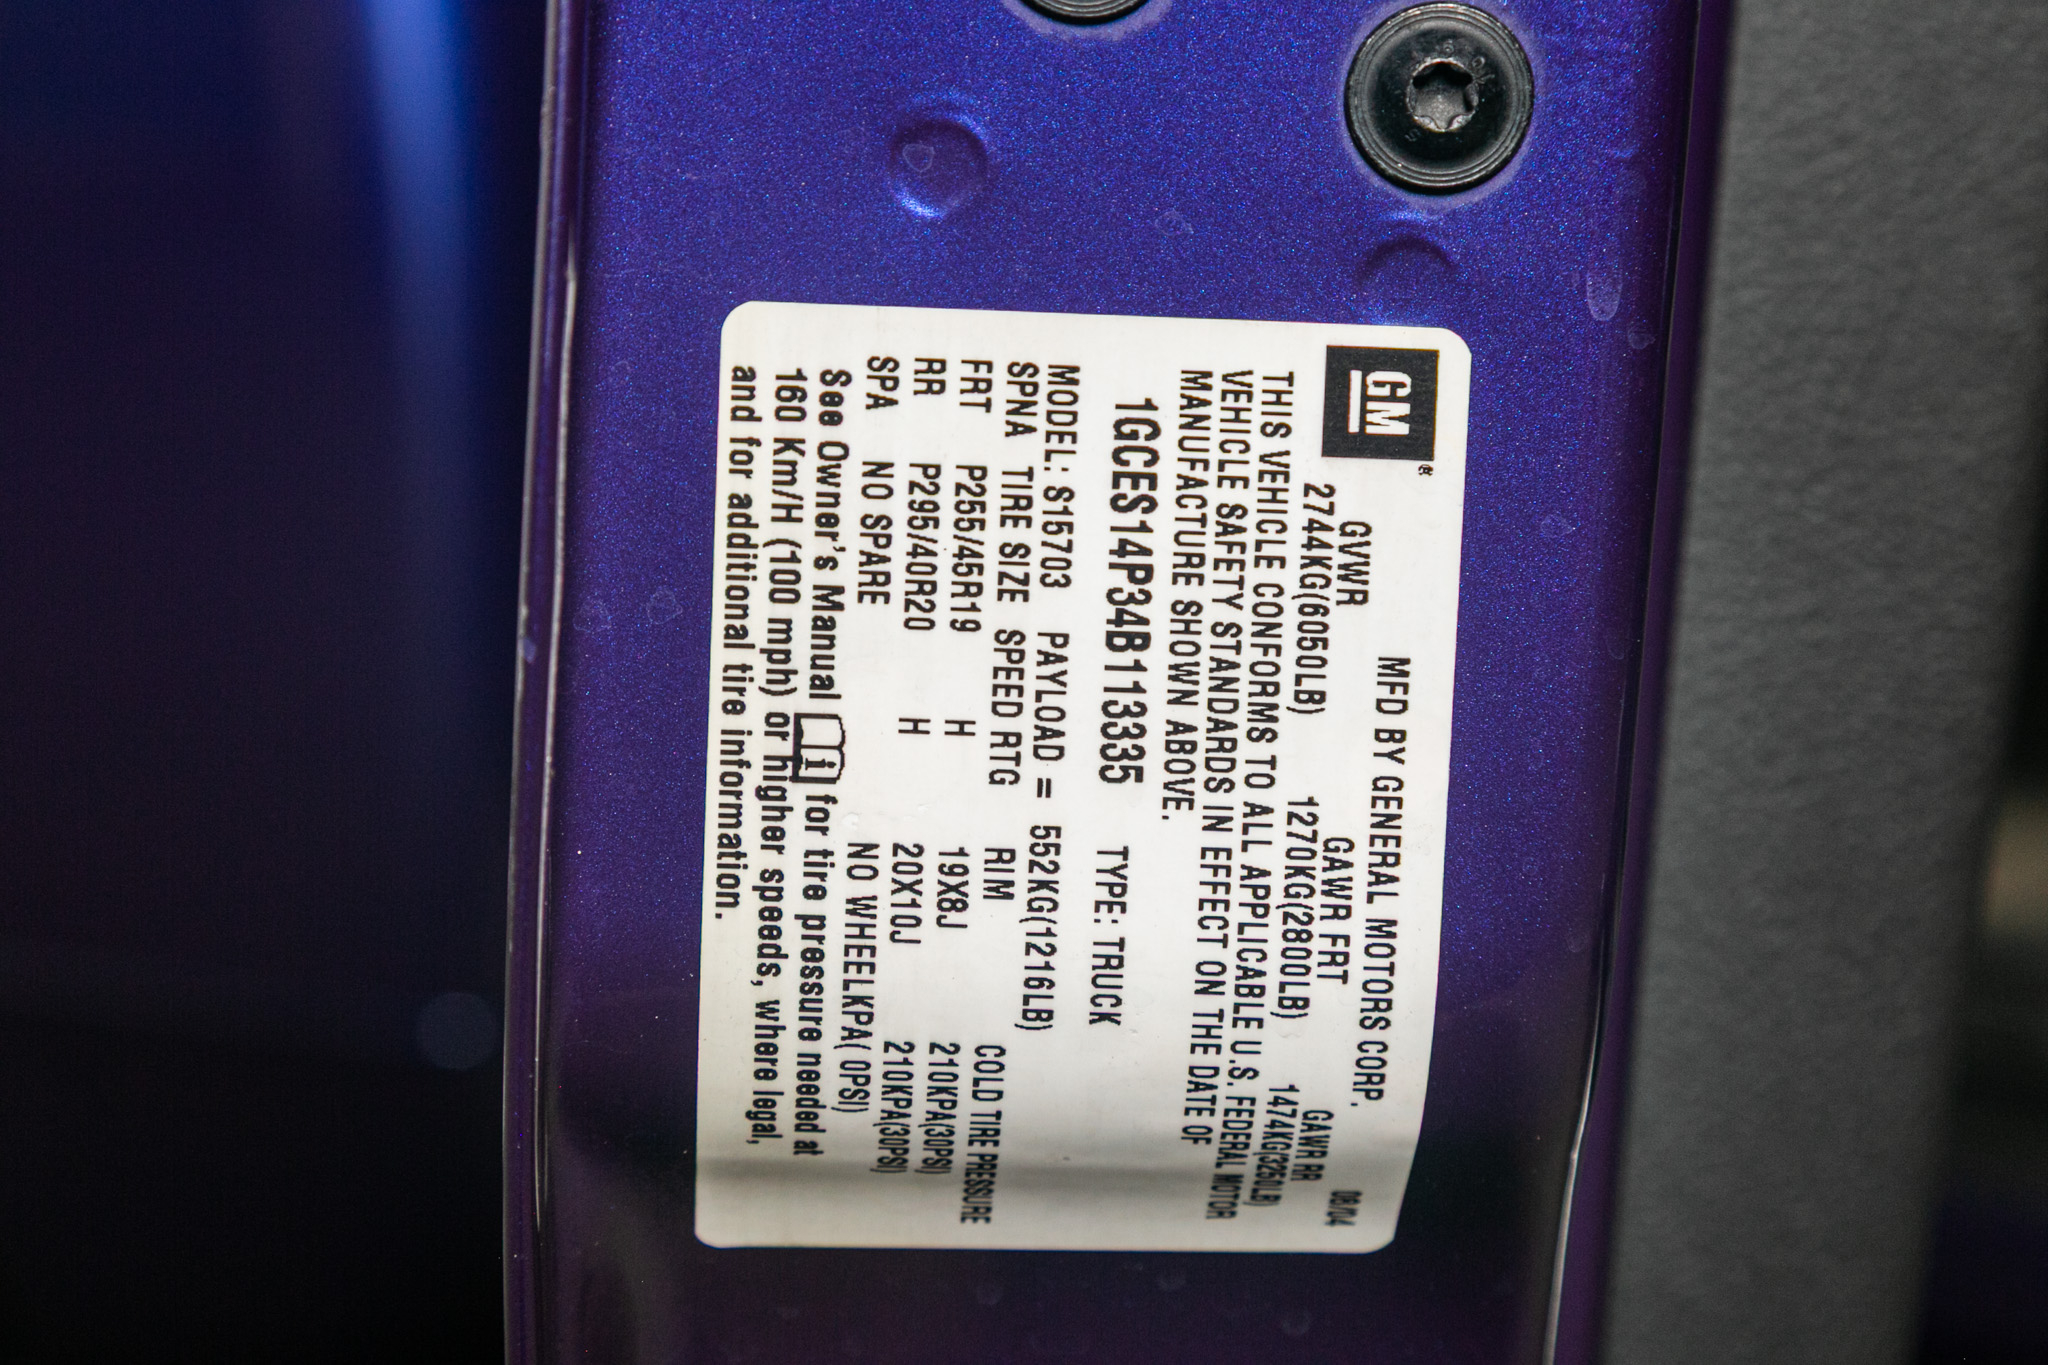 GM®
MFD BY GENERAL MOTORS CORP. 08/04
GVWR GAWR FRT GAWR RR
2744KG(6050LB) 1270KG(2800LB) 1474KG(3250LB)
THIS VEHICLE CONFORMS TO ALL APPLICABLE U.S. FEDERAL MOTOR
VEHICLE SAFETY STANDARDS IN EFFECT ON THE DATE OF
MANUFACTURE SHOWN ABOVE.
1GCES14P34B113335 TYPE: TRUCK
MODEL: S15703 PAYLOAD = 552KG(1216LB)
SPNA TIRE SIZE SPEED RTG RIM COLD TIRE PRESSURE
FRT P255/45R19 H 19X8J 210KPA(30PSI)
RR P295/40R20 H 20X10J 210KPA(30PSI)
SPA NO SPARE NO WHEELKPA( 0PSI)
See Owner's Manual i for tire pressure needed at
160 Km/H (100 mph) or higher speeds, where legal,
and for additional tire information.